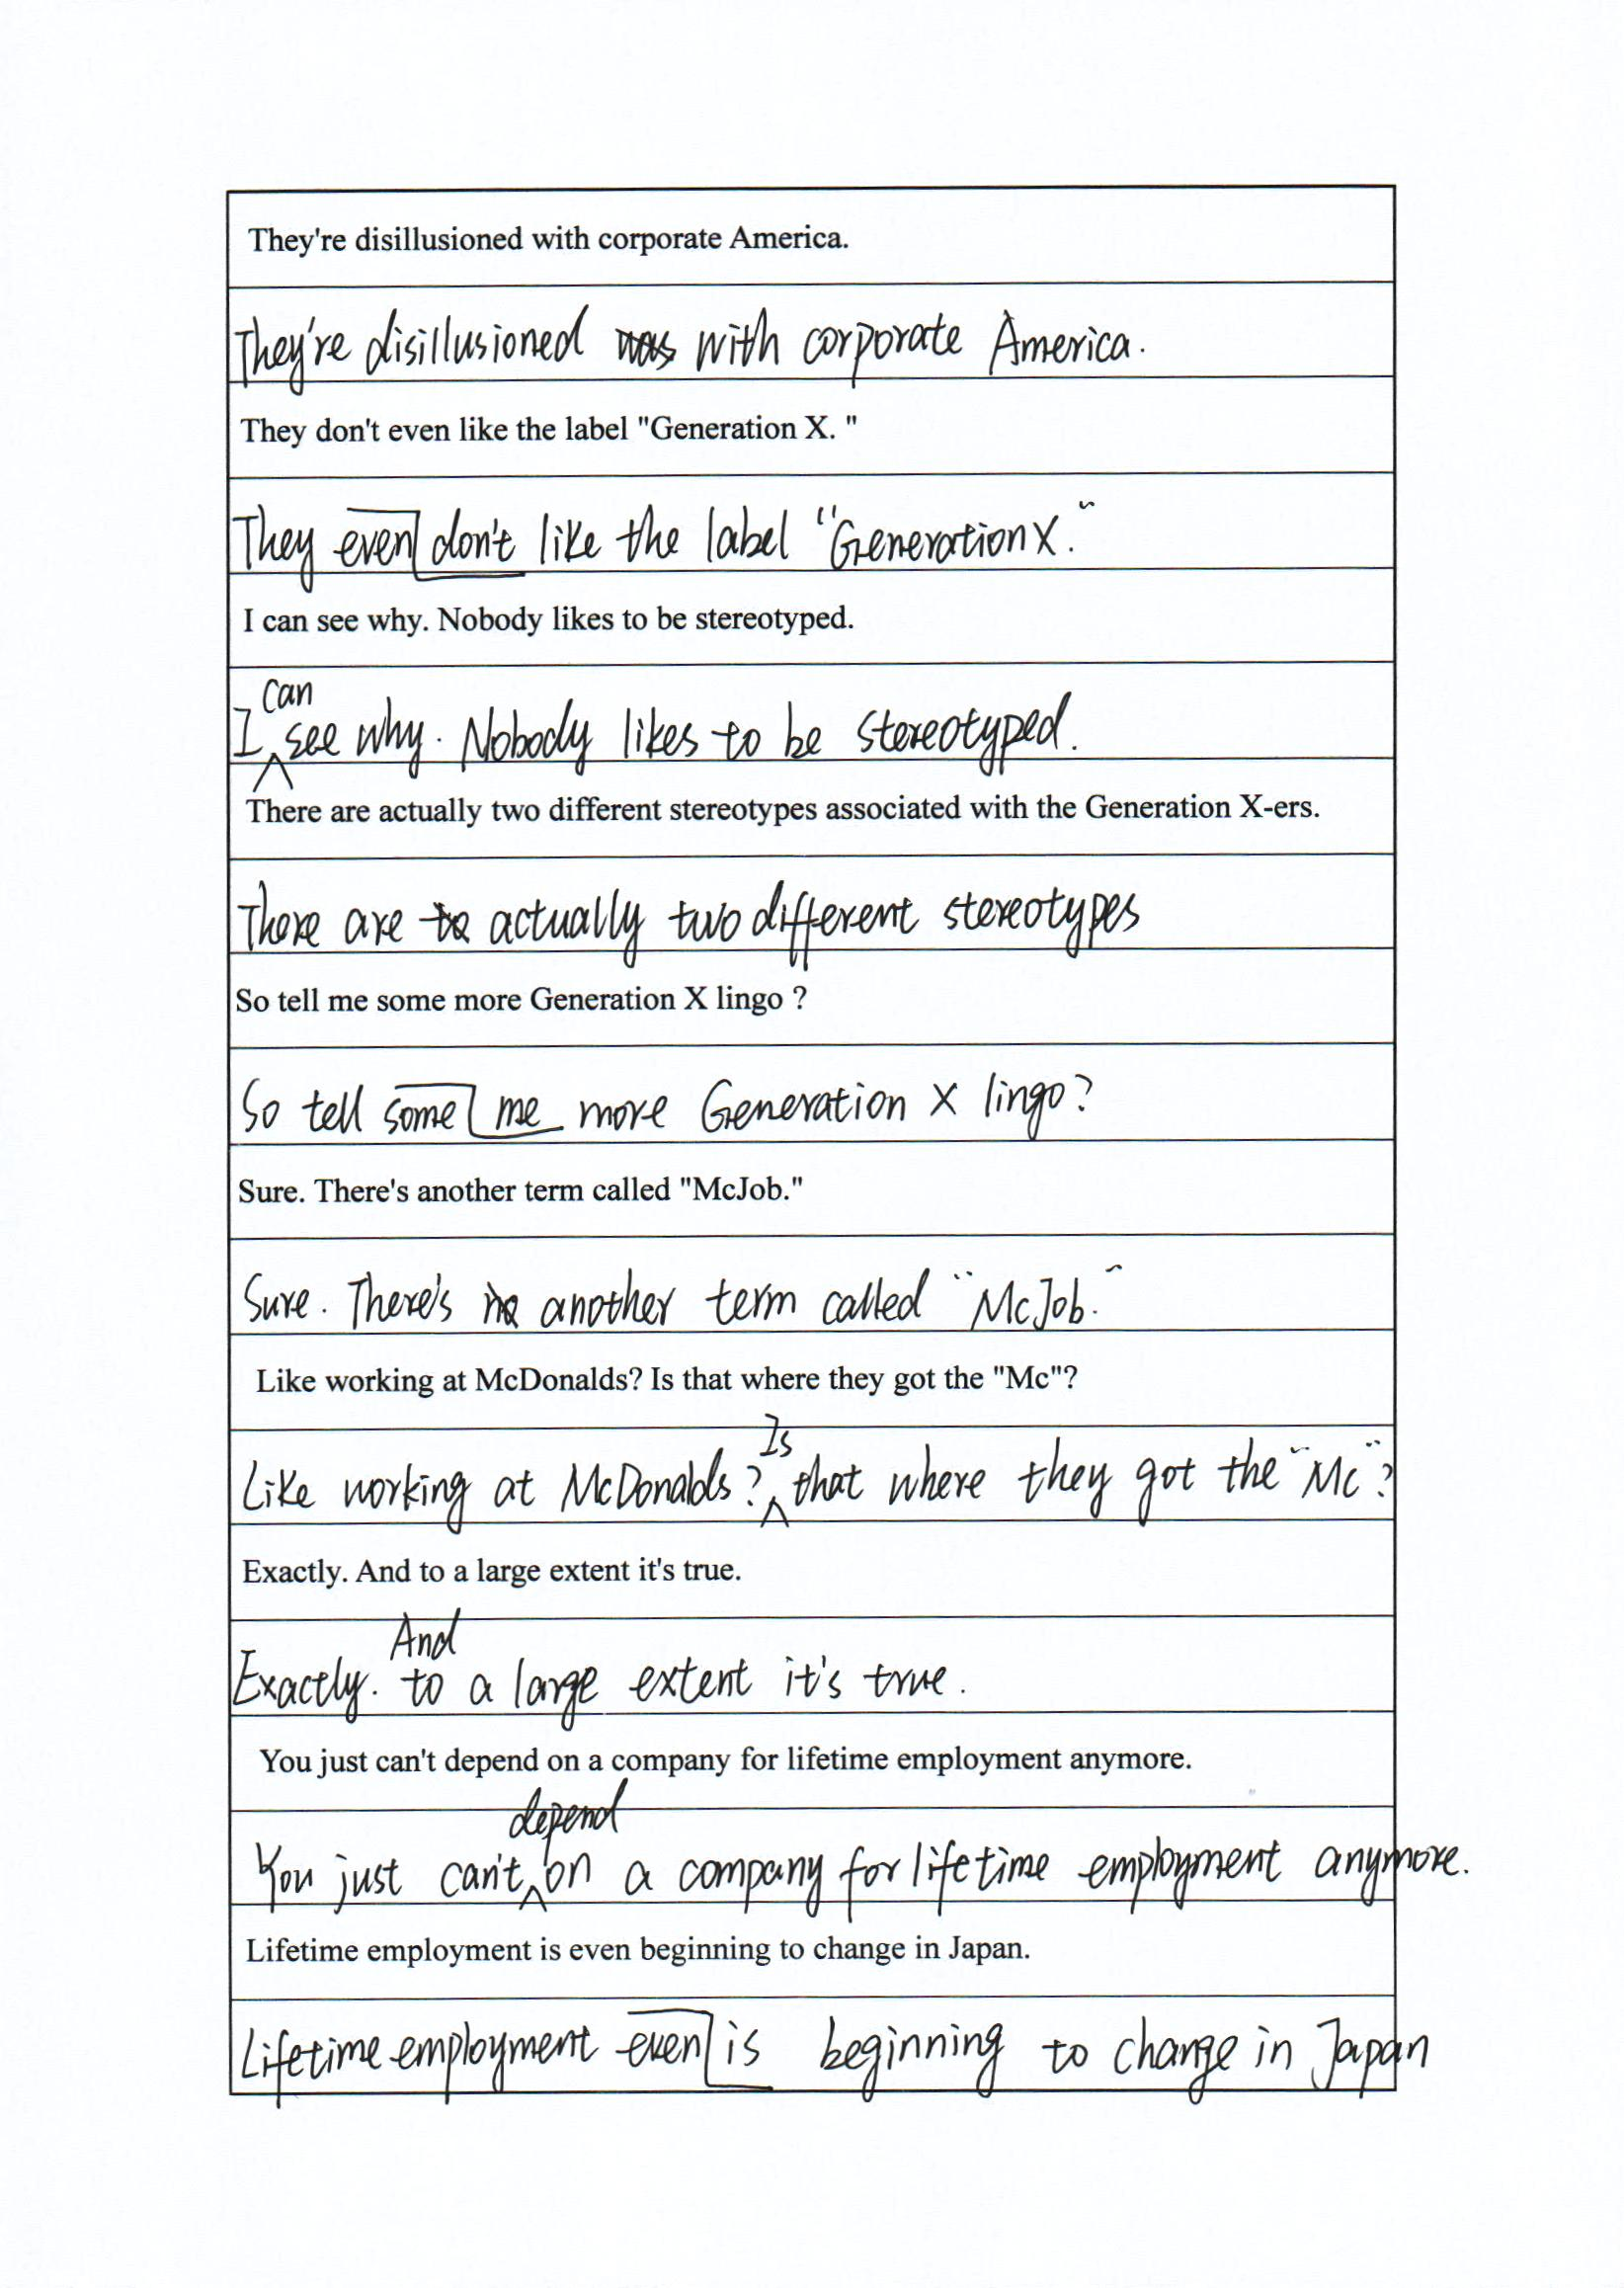 They're disillusioned with corporate America.
They're disillusioned was with corporate America.
They don't even like the label "Generation X. "
They even don't like the label "Generation X."
I can see why. Nobody likes to be stereotyped.
I can see why. Nobody likes to be stereotyped.
There are actually two different stereotypes associated with the Generation X-ers.
There are to actually two different stereotypes
So tell me some more Generation X lingo ?
So tell some me more Generation X lingo?
Sure. There's another term called "McJob."
Sure. There's another term called "McJob."
Like working at McDonalds? Is that where they got the "Mc"?
Like working at McDonalds? Is that where they got the "Mc"?
Exactly. And to a large extent it's true.
Exactly. And to a large extent it's true.
You just can't depend on a company for lifetime employment anymore.
You just can't depend on a company for lifetime employment anymore.
Lifetime employment is even beginning to change in Japan.
Lifetime employment even is beginning to change in Japan